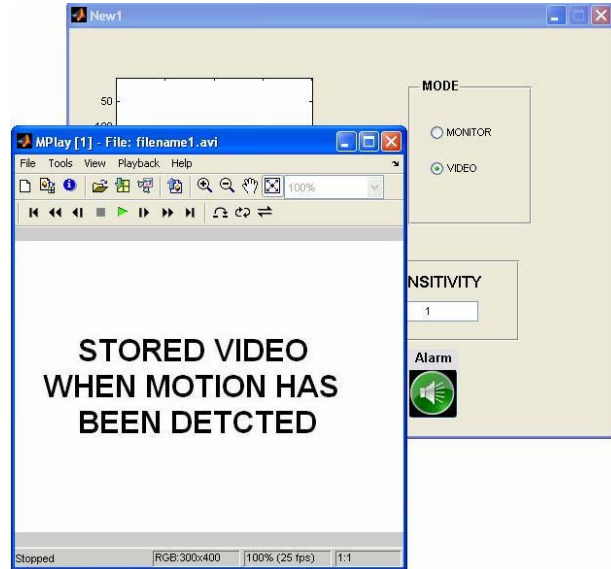 New1
50
100
MODE
MONITOR
VIDEO
NSITIVITY
1
Alarm
MPlay [1] - File: filename1.avi
File Tools View Playback Help
100%
STORED VIDEO
WHEN MOTION HAS
BEEN DETCTED
Stopped RGB:300x400 100% (25 fps) 1:1